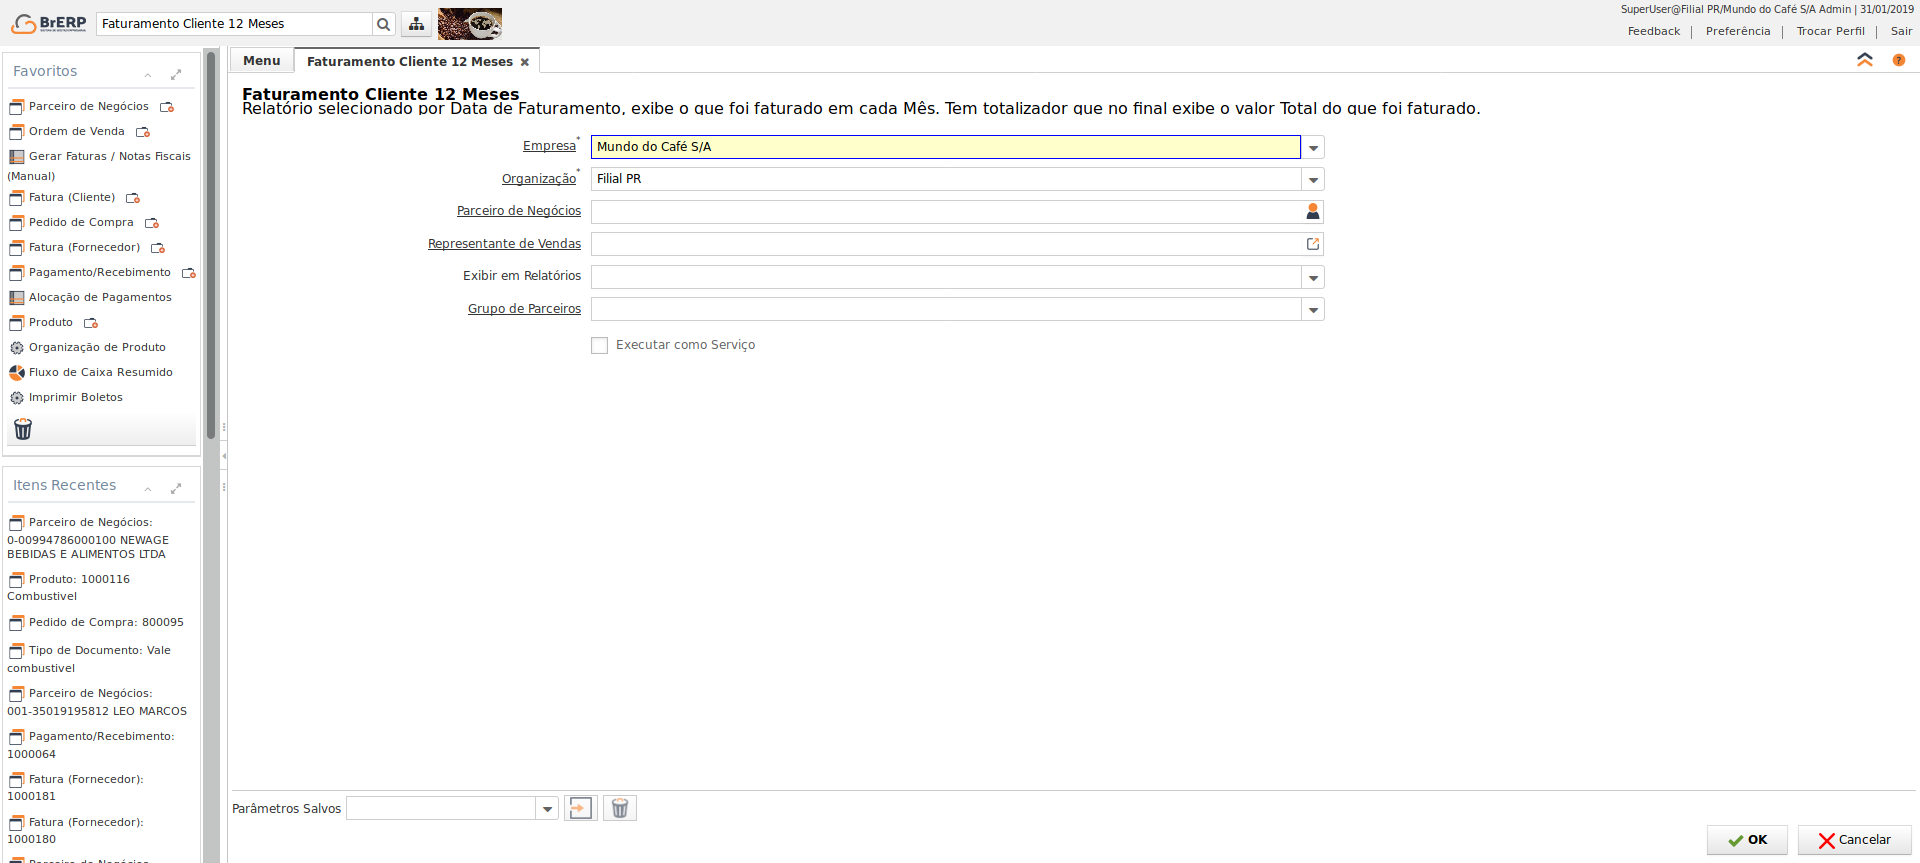 BrERP
Faturamento Cliente 12 Meses
SuperUser@Filial PR/Mundo do Café S/A Admin | 31/01/2019
Feedback | Preferência | Trocar Perfil | Sair
Favoritos
Parceiro de Negócios
Ordem de Venda
Gerar Faturas / Notas Fiscais
(Manual)
Fatura (Cliente)
Pedido de Compra
Fatura (Fornecedor)
Pagamento/Recebimento
Alocação de Pagamentos
Produto
Organização de Produto
Fluxo de Caixa Resumido
Imprimir Boletos
Itens Recentes
Parceiro de Negócios:
0-00994786000100 NEWAGE
BEBIDAS E ALIMENTOS LTDA
Produto: 1000116
Combustivel
Pedido de Compra: 800095
Tipo de Documento: Vale
combustivel
Parceiro de Negócios:
001-35019195812 LEO MARCOS
Pagamento/Recebimento:
1000064
Fatura (Fornecedor):
1000181
Fatura (Fornecedor):
1000180
Parceiro de Negócios
Menu
Faturamento Cliente 12 Meses
Faturamento Cliente 12 Meses
Relatório selecionado por Data de Faturamento, exibe o que foi faturado em cada Mês. Tem totalizador que no final exibe o valor Total do que foi faturado.
Empresa* Mundo do Café S/A
Organização* Filial PR
Parceiro de Negócios
Representante de Vendas
Exibir em Relatórios
Grupo de Parceiros
Executar como Serviço
Parâmetros Salvos
OK
Cancelar